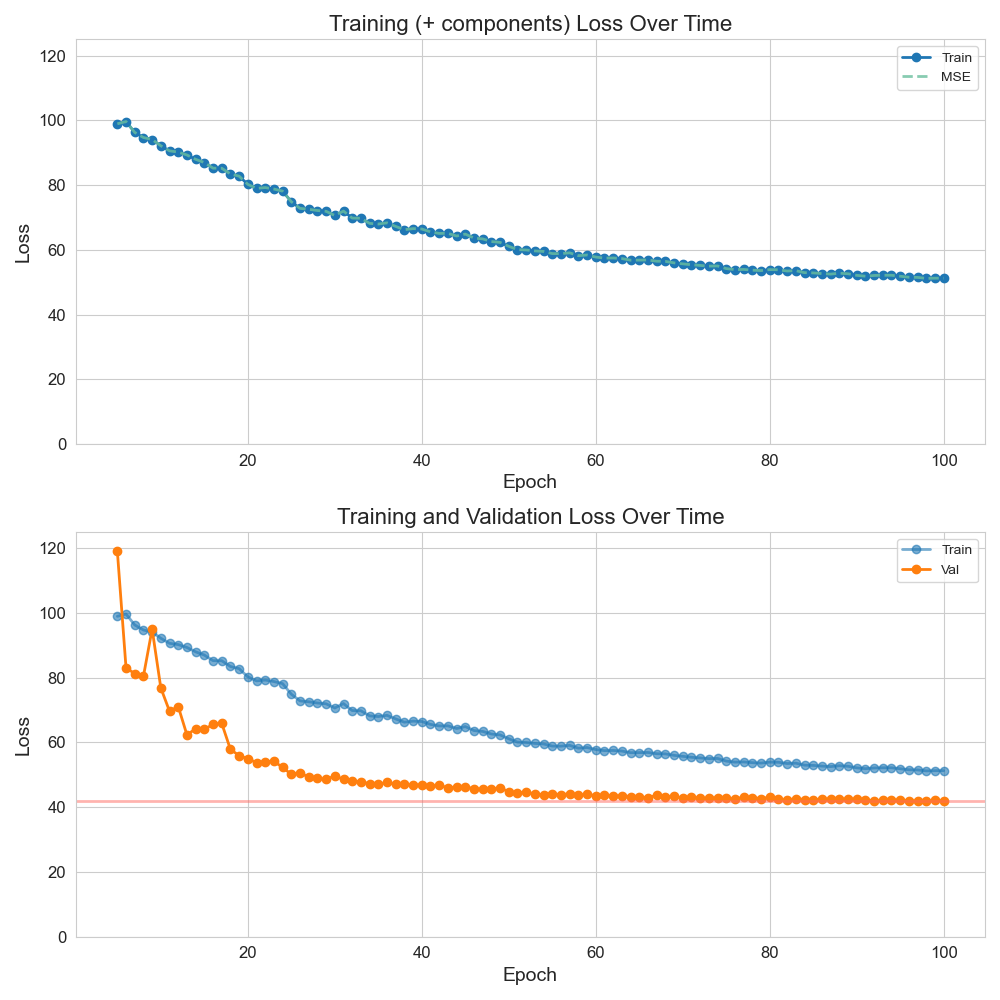 Training (+ components) Loss Over Time
120
100
80
60
40
20
0
Loss
Train
MSE
20 40 60 80 100
Epoch
Training and Validation Loss Over Time
120
100
80
60
40
20
0
Loss
Train
Val
20 40 60 80 100
Epoch